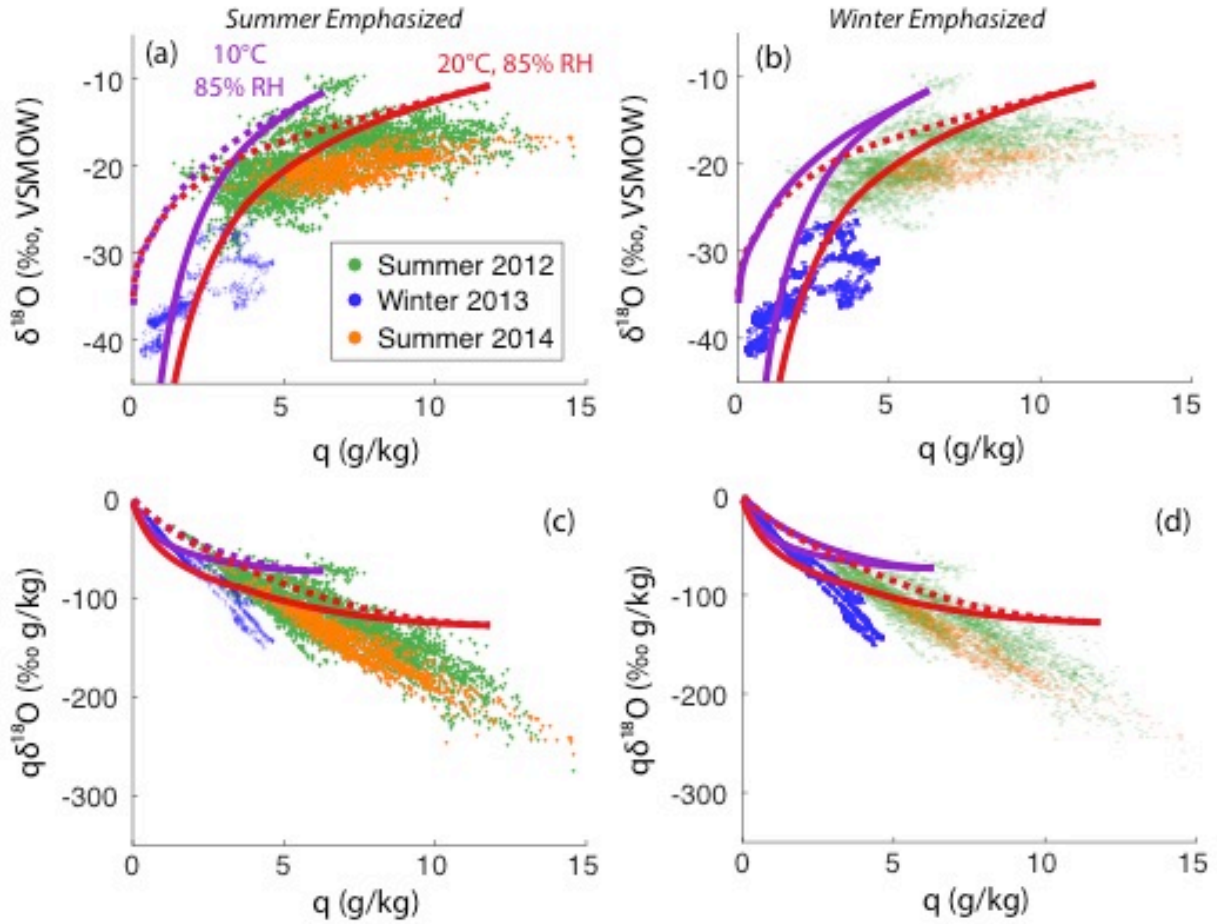 Summer Emphasized
Winter Emphasized
(a)
10°C
85% RH
20°C, 85% RH
δ¹⁸O (‰, VSMOW)
-10
-20
-30
-40
Summer 2012
Winter 2013
Summer 2014
0
5
10
15
q (g/kg)
(b)
δ¹⁸O (‰, VSMOW)
-10
-20
-30
-40
0
5
10
15
q (g/kg)
(c)
qδ¹⁸O (‰ g/kg)
0
-100
-200
-300
0
5
10
15
q (g/kg)
(d)
qδ¹⁸O (‰ g/kg)
0
-100
-200
-300
0
5
10
15
q (g/kg)